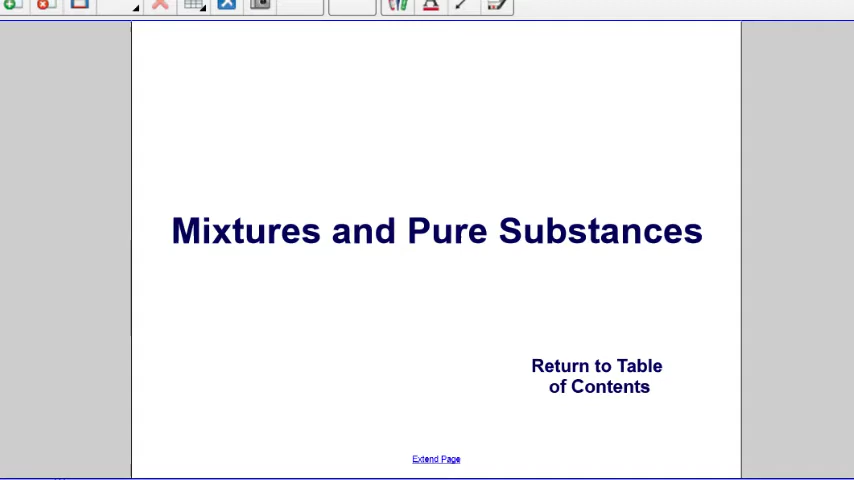 Mixtures and Pure Substances
Return to Table
of Contents
Extend Page